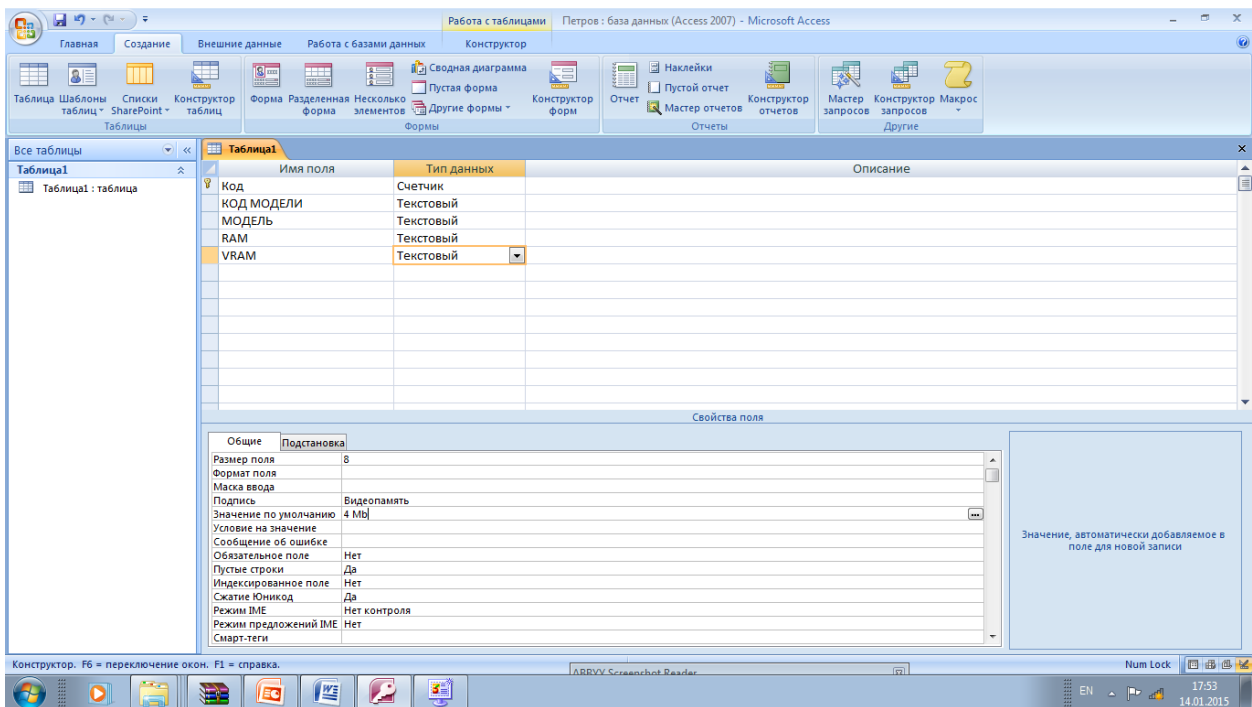 Работа с таблицами Петров : база данных (Access 2007) - Microsoft Access
Главная Создание Внешние данные Работа с базами данных Конструктор
Таблица Шаблоны таблиц Списки SharePoint Конструктор таблиц
Таблицы
Форма Разделенная форма Несколько элементов
Сводная диаграмма
Пустая форма
Другие формы
Конструктор форм
Формы
Отчет
Наклейки
Пустой отчет
Мастер отчетов
Конструктор отчетов
Отчеты
Мастер запросов Конструктор запросов Макрос
Другие
Все таблицы
Таблица1
Таблица1 : таблица
Таблица1
Имя поля Тип данных Описание
Код Счетчик
КОД МОДЕЛИ Текстовый
МОДЕЛЬ Текстовый
RAM Текстовый
VRAM Текстовый
Свойства поля
Общие Подстановка
Размер поля 8
Формат поля
Маска ввода
Подпись Видеопамять
Значение по умолчанию 4 Mb
Условие на значение
Сообщение об ошибке
Обязательное поле Нет
Пустые строки Да
Индексированное поле Нет
Сжатие Юникод Да
Режим IME Нет контроля
Режим предложений IME Нет
Смарт-теги
Значение, автоматически добавляемое в
поле для новой записи
Конструктор. F6 = переключение окон. F1 = справка. Num Lock
ABBYY Screenshot Reader
EN 17:53
14.01.2015